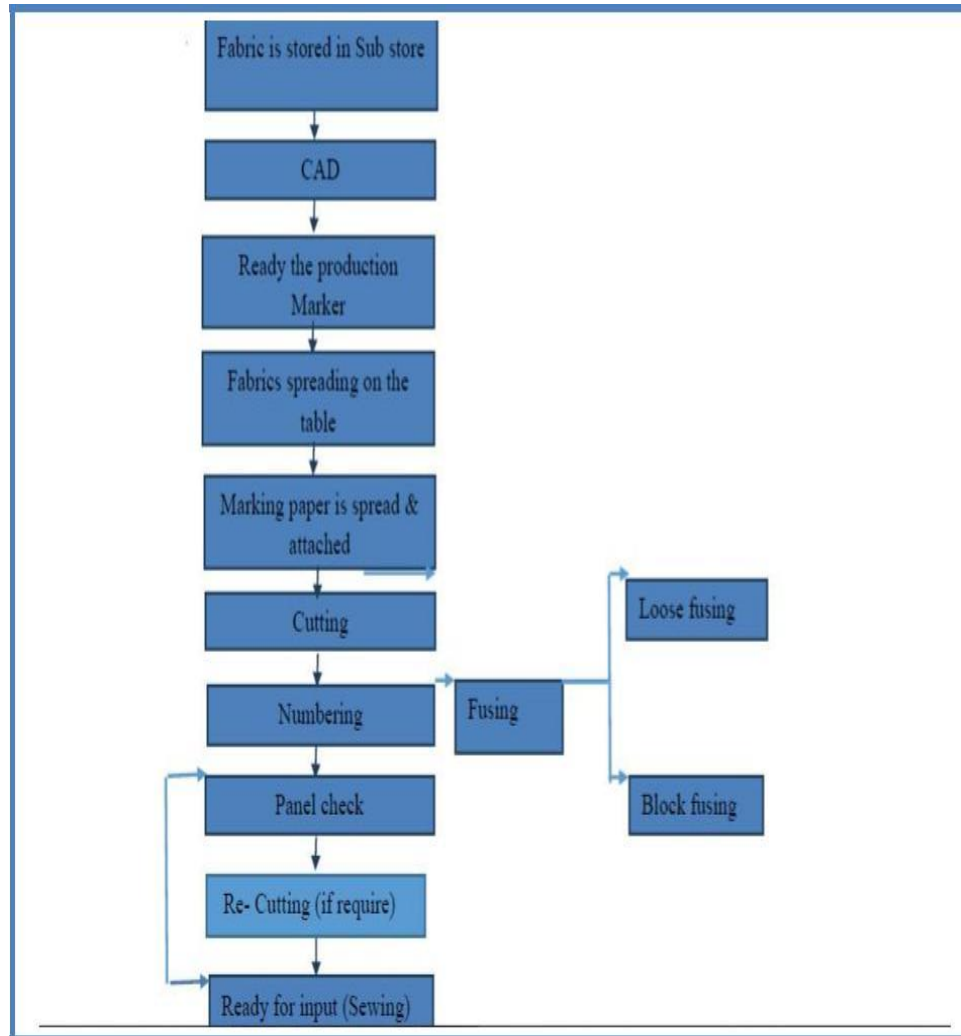 Fabric is stored in Sub store
CAD
Ready the production
Marker
Fabrics spreading on the
table
Marking paper is spread &
attached
Cutting
Numbering
Fusing
Loose fusing
Block fusing
Panel check
Re- Cutting (if require)
Ready for input (Sewing)